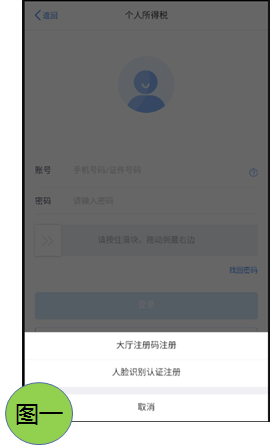 返回
个人所得税
账号 手机号码/证件号码
密码 请输入密码
请按住滑块，拖动到最右边
找回密码
登录
大厅注册码注册
人脸识别认证注册
取消
图一